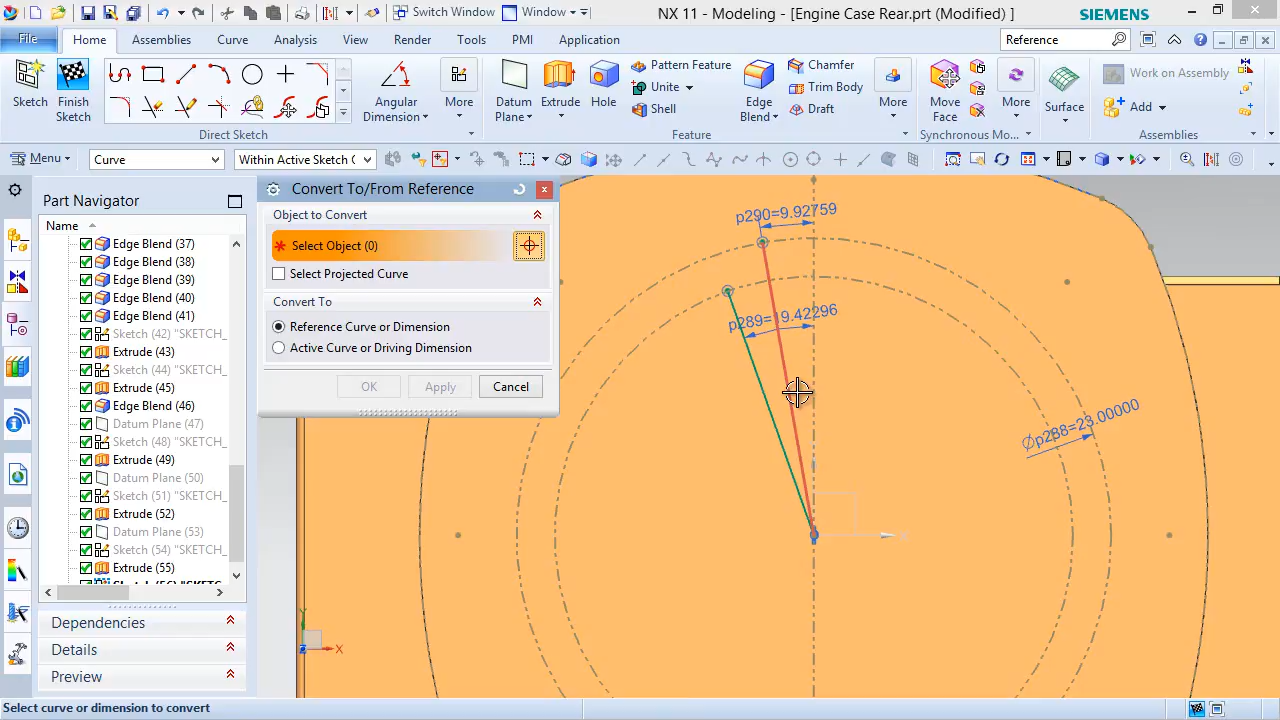 NX 11 - Modeling - [Engine Case Rear.prt (Modified) ]
SIEMENS
Switch Window
Window
File
Home
Assemblies
Curve
Analysis
View
Render
Tools
PMI
Application
Reference
Sketch
Finish Sketch
Angular Dimension
More
Datum Plane
Extrude
Hole
Pattern Feature
Unite
Shell
Edge Blend
Chamfer
Trim Body
Draft
More
Move Face
More
Surface
Work on Assembly
Add
Direct Sketch
Feature
Synchronous Mo...
Assemblies
Menu
Curve
Within Active Sketch
Part Navigator
Name
Edge Blend (37)
Edge Blend (38)
Edge Blend (39)
Edge Blend (40)
Edge Blend (41)
Sketch (42) "SKETCH_
Extrude (43)
Sketch (44) "SKETCH_
Extrude (45)
Edge Blend (46)
Datum Plane (47)
Sketch (48) "SKETCH_
Extrude (49)
Datum Plane (50)
Sketch (51) "SKETCH_
Extrude (52)
Datum Plane (53)
Sketch (54) "SKETCH_
Extrude (55)
Sketch (56) "SKETC
Dependencies
Details
Preview
Convert To/From Reference
Object to Convert
* Select Object (0)
Select Projected Curve
Convert To
Reference Curve or Dimension
Active Curve or Driving Dimension
OK
Apply
Cancel
p290=9.92759
p289=19.42296
∅p288=23.00000
Y
X
Select curve or dimension to convert